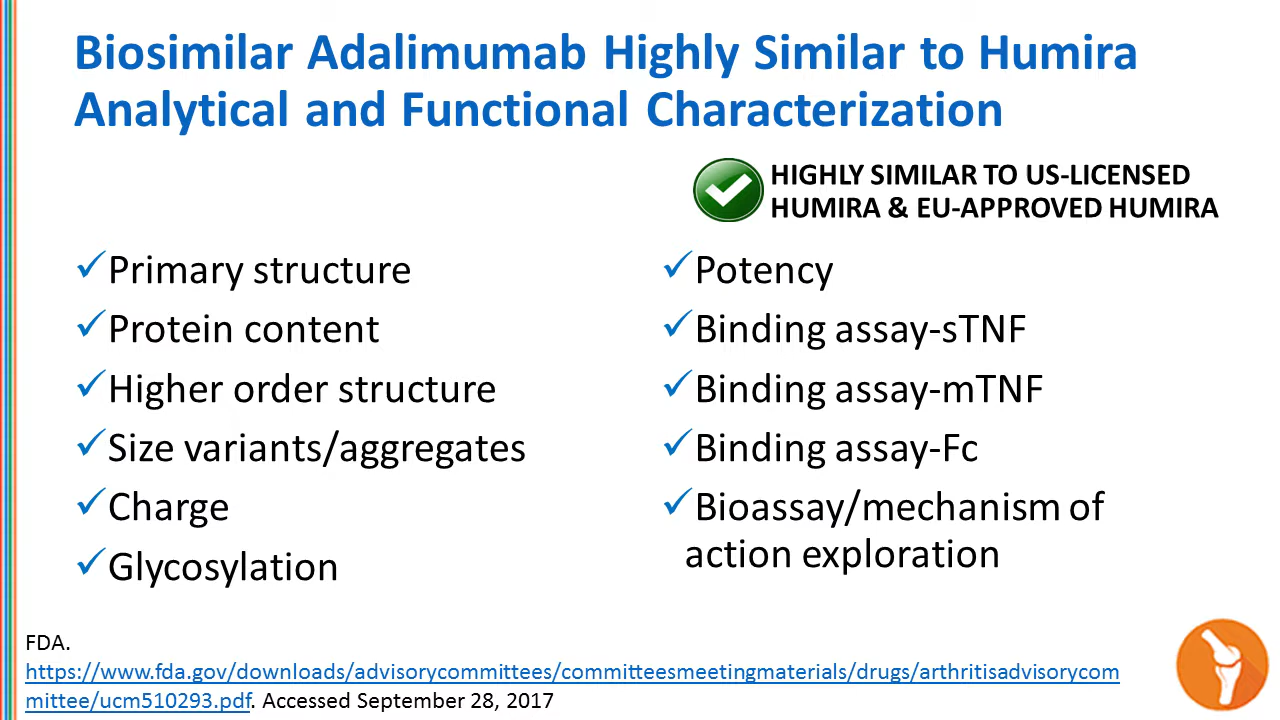 Biosimilar Adalimumab Highly Similar to Humira
Analytical and Functional Characterization
HIGHLY SIMILAR TO US-LICENSED
HUMIRA & EU-APPROVED HUMIRA
Primary structure
Protein content
Higher order structure
Size variants/aggregates
Charge
Glycosylation
Potency
Binding assay-sTNF
Binding assay-mTNF
Binding assay-Fc
Bioassay/mechanism of
action exploration
FDA.
https://www.fda.gov/downloads/advisorycommittees/committeesmeetingmaterials/drugs/arthritisadvisorycom
mittee/ucm510293.pdf. Accessed September 28, 2017